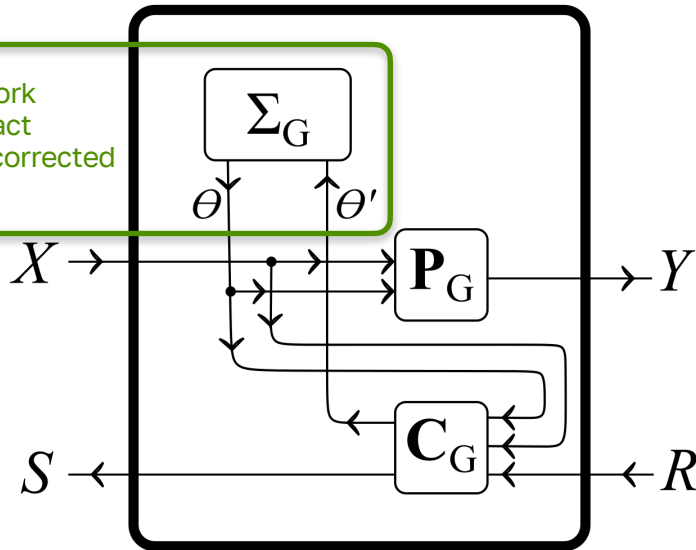 ork
act
corrected
Σ_G
θ θ′
X P_G Y
S C_G R